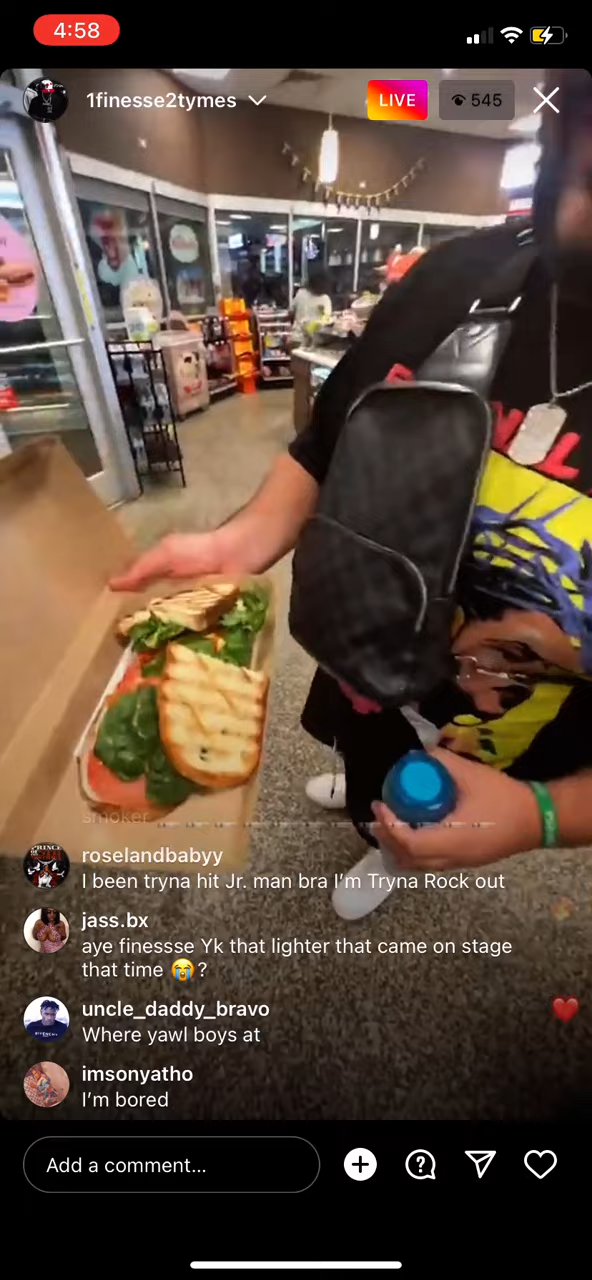 4:58
1finesse2tymes
LIVE
545
smoker
roselandbabyy
I been tryna hit Jr. man bra I'm Tryna Rock out
jass.bx
aye finessse Yk that lighter that came on stage
that time 😭?
uncle_daddy_bravo
Where yawl boys at
imsonyatho
I'm bored
Add a comment...